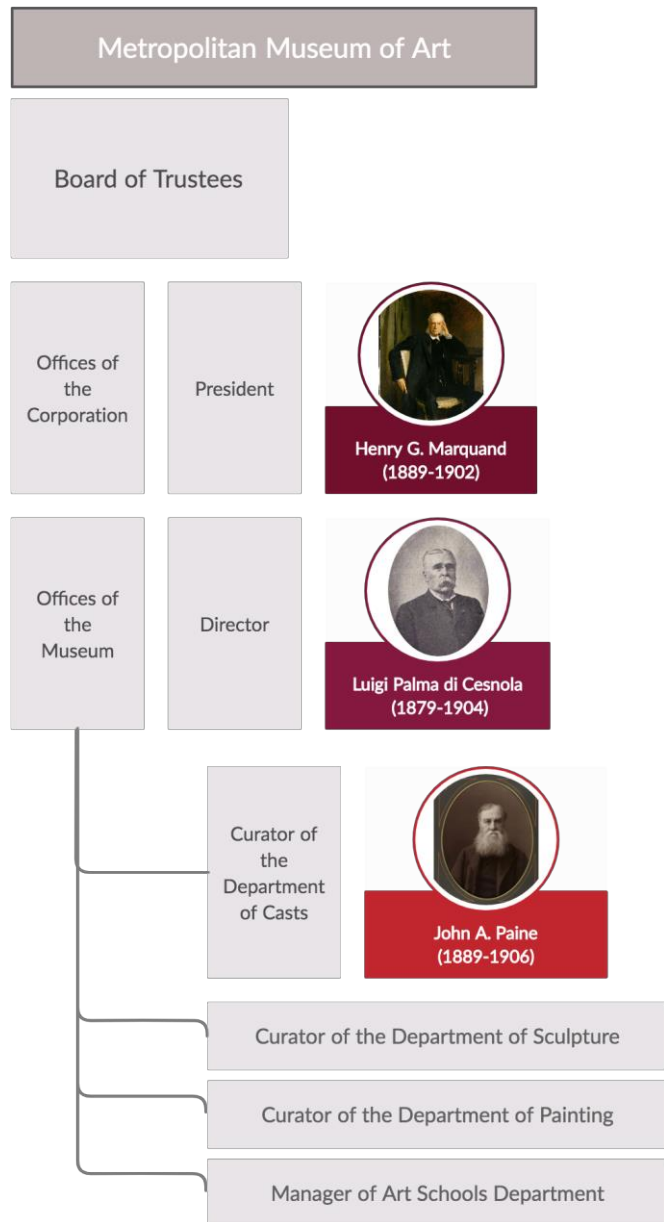 Metropolitan Museum of Art
Board of Trustees
Offices of
the
Corporation
President
Henry G. Marquand
(1889-1902)
Offices of
the
Museum
Director
Luigi Palma di Cesnola
(1879-1904)
Curator of
the
Department
of Casts
John A. Paine
(1889-1906)
Curator of the Department of Sculpture
Curator of the Department of Painting
Manager of Art Schools Department